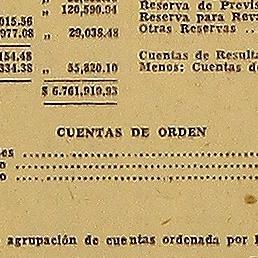 „ 120,590.94 Reserva de Previs
Reserva para Rev
015.56 Otras Reservas ..
977.08 „ 29,038.48
154.48 Cuentas de Resulta
334.38 „ 55,820.10 Menos: Cuentas d
$ 6.761,919,93
CUENTAS DE ORDEN
es ....................................
o ....................................
o ....................................
agrupación de cuentas ordenada por l